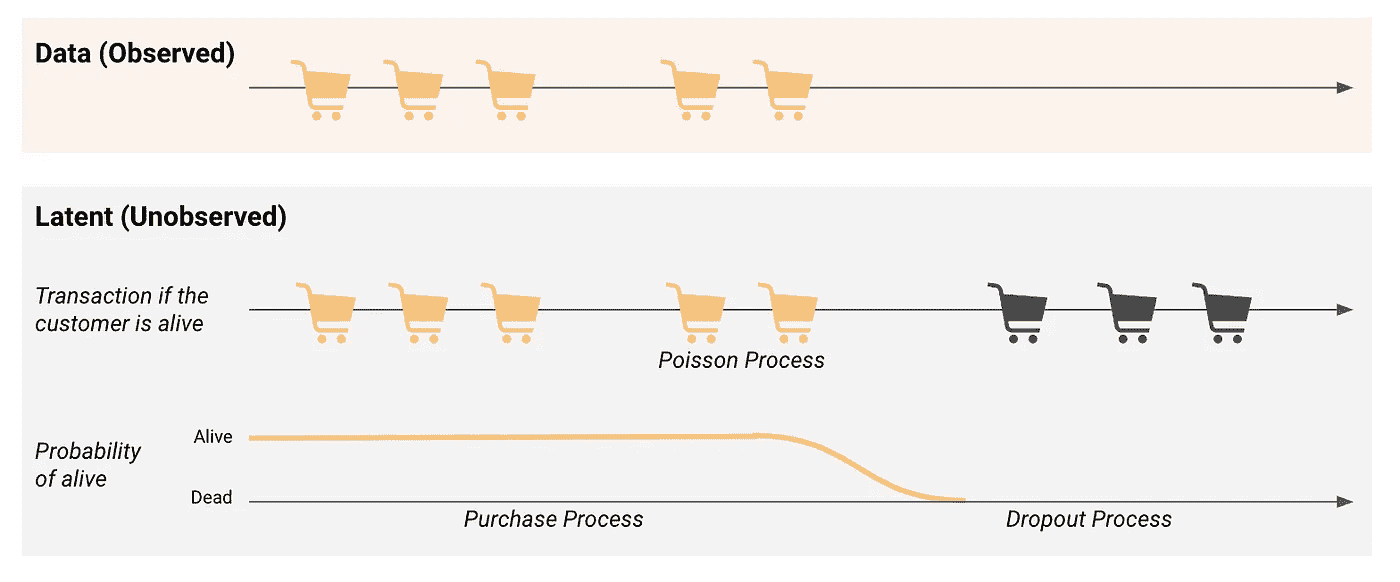 Data (Observed)
Latent (Unobserved)
Transaction if the
customer is alive
Poisson Process
Probability
of alive
Alive
Dead
Purchase Process
Dropout Process